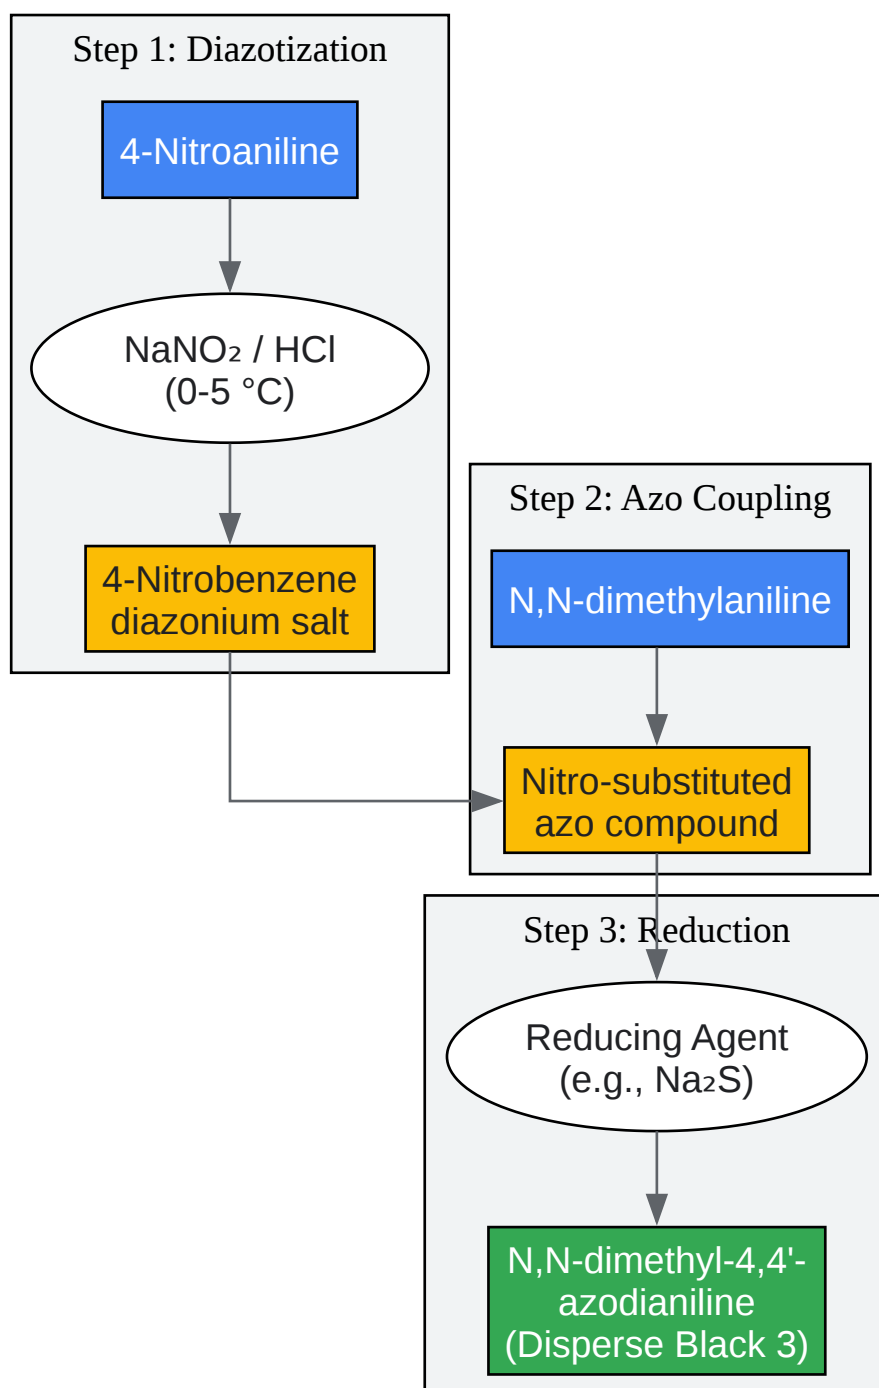 Step 1: Diazotization
4-Nitroaniline
NaNO₂ / HCl
(0-5 °C)
4-Nitrobenzene
diazonium salt
Step 2: Azo Coupling
N,N-dimethylaniline
Nitro-substituted
azo compound
Step 3: Reduction
Reducing Agent
(e.g., Na₂S)
N,N-dimethyl-4,4'-
azodianiline
(Disperse Black 3)